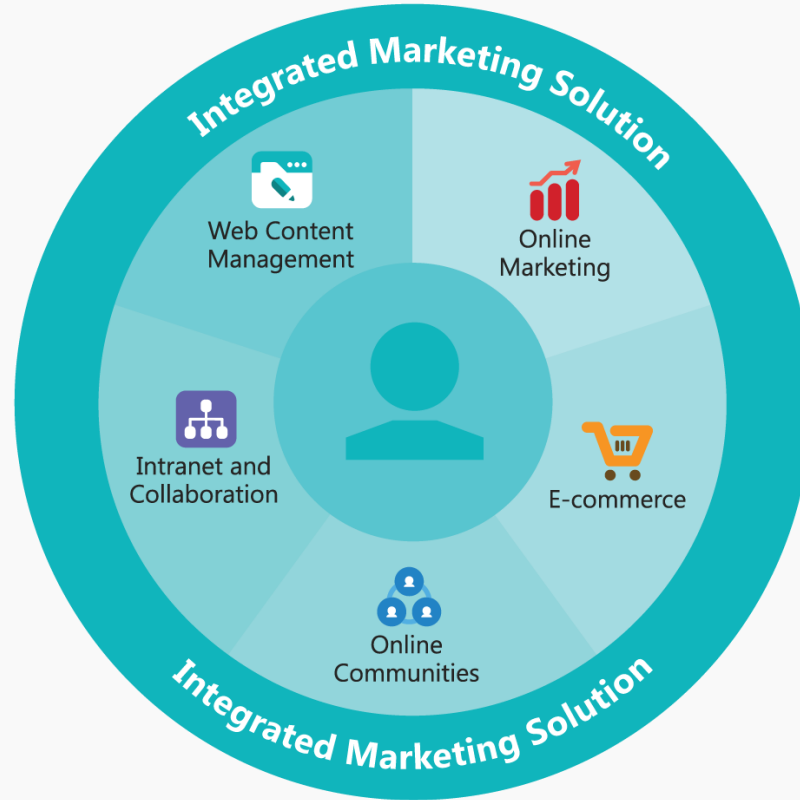 Integrated Marketing Solution
Web Content
Management
Online
Marketing
Intranet and
Collaboration
E-commerce
Online
Communities
Integrated Marketing Solution